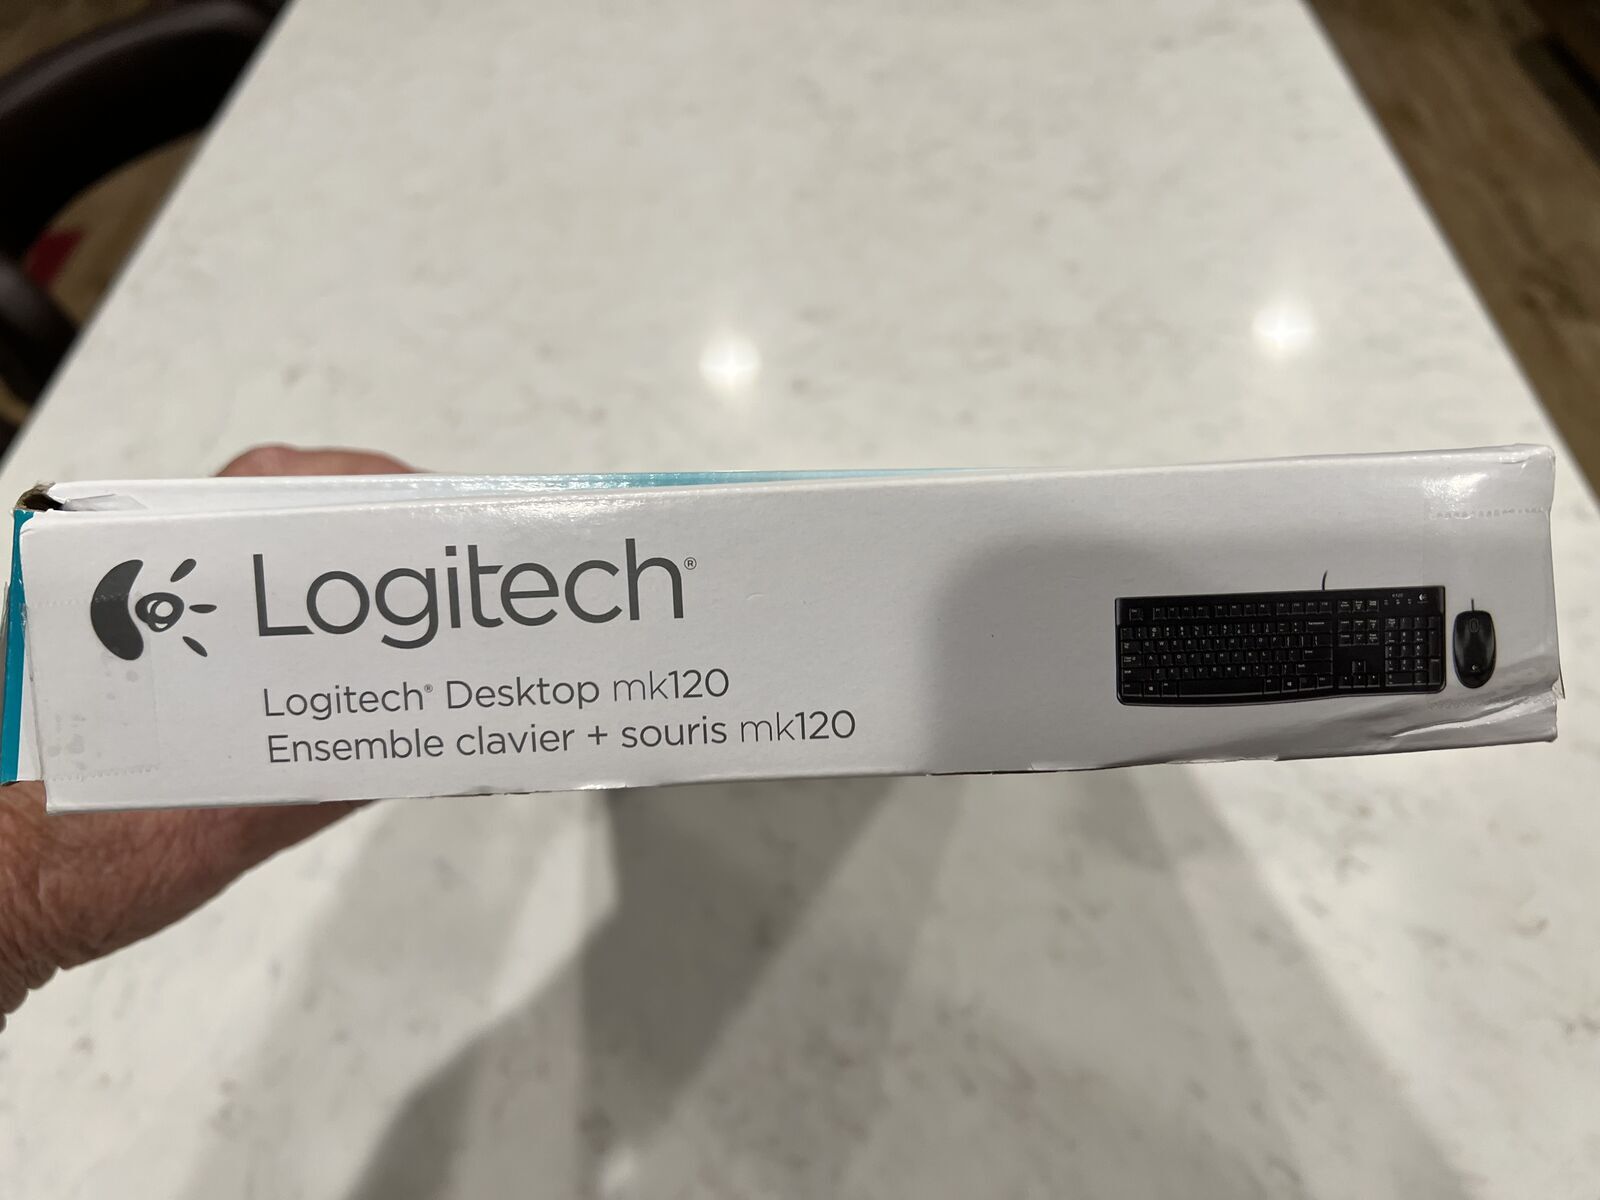 Logitech®
Logitech® Desktop mk120
Ensemble clavier + souris mk120